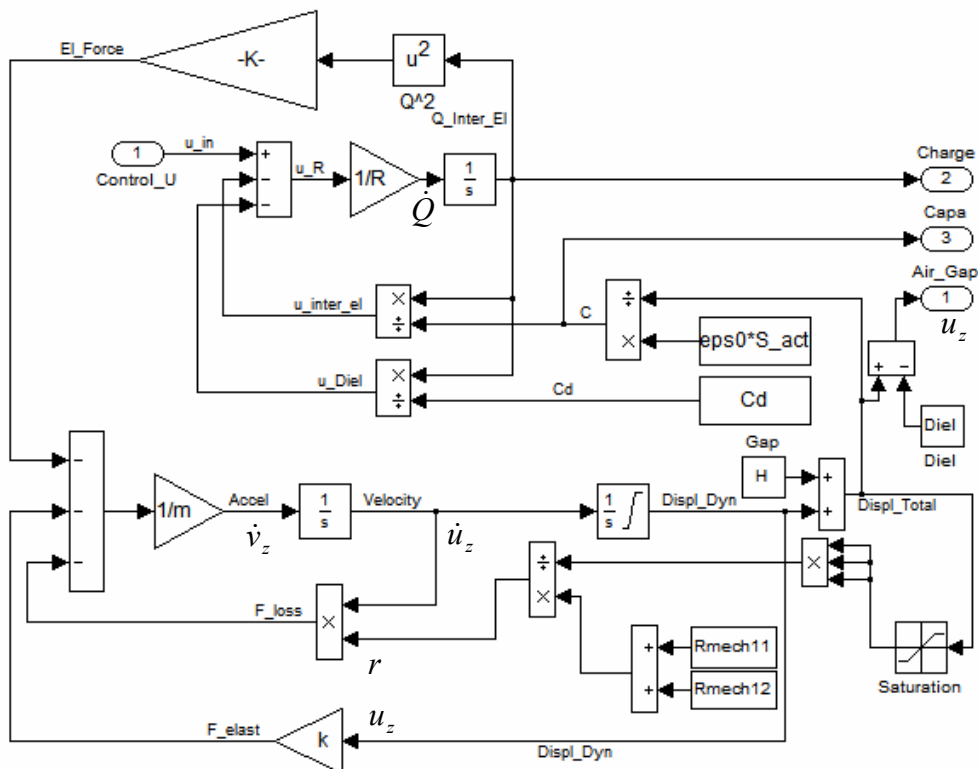 El_Force
-K-
u²
Q^2
Q_Inter_El
1
Control_U
u_in
+
−
−
u_R
1/R
Q̇
1
s
Charge
2
Capa
3
Air_Gap
1
u_z
u_inter_el
×
÷
C
÷
×
eps0*S_act
+ −
u_Diel
×
÷
Cd
Cd
Diel
Diel
Gap
H
+
+
Displ_Total
−
−
−
1/m
Accel
v̇_z
1
s
Velocity
u̇_z
1
s
Displ_Dyn
÷
×
×
F_loss
×
r
+
+
Rmech11
Rmech12
Saturation
F_elast
u_z
k
Displ_Dyn